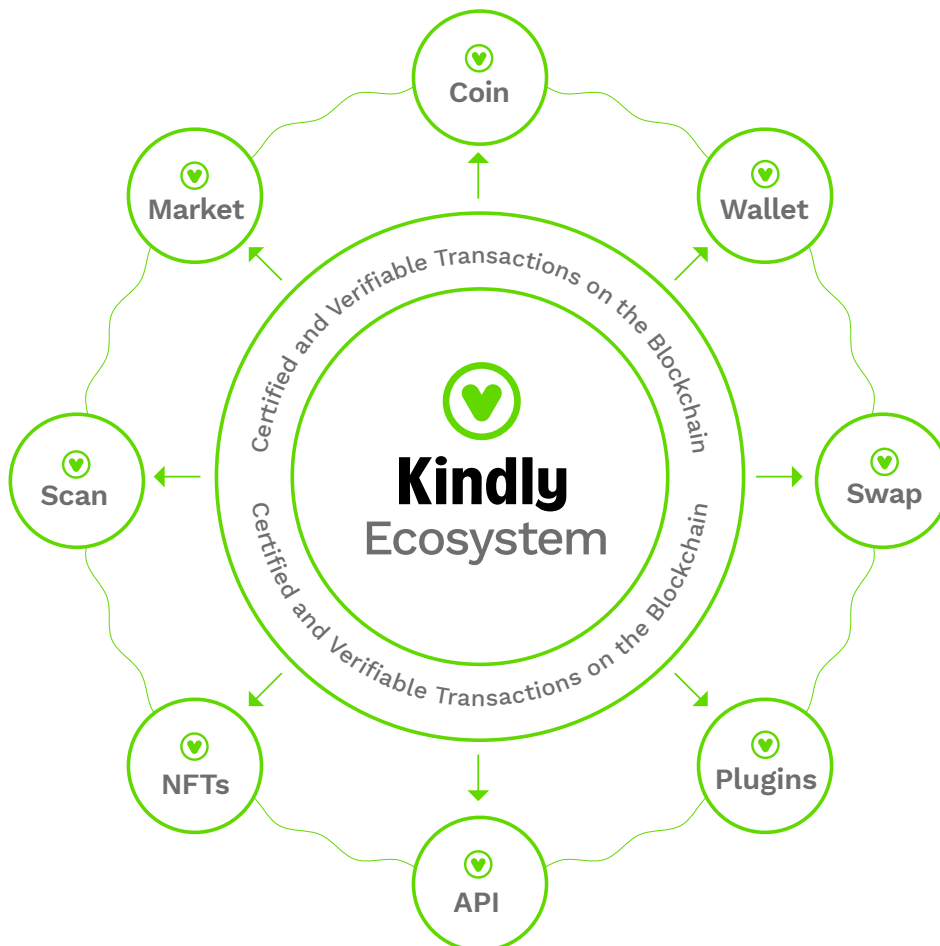 Coin
Market
Wallet
Certified and Verifiable Transactions on the Blockchain
Kindly
Ecosystem
Scan
Swap
Certified and Verifiable Transactions on the Blockchain
NFTs
Plugins
API